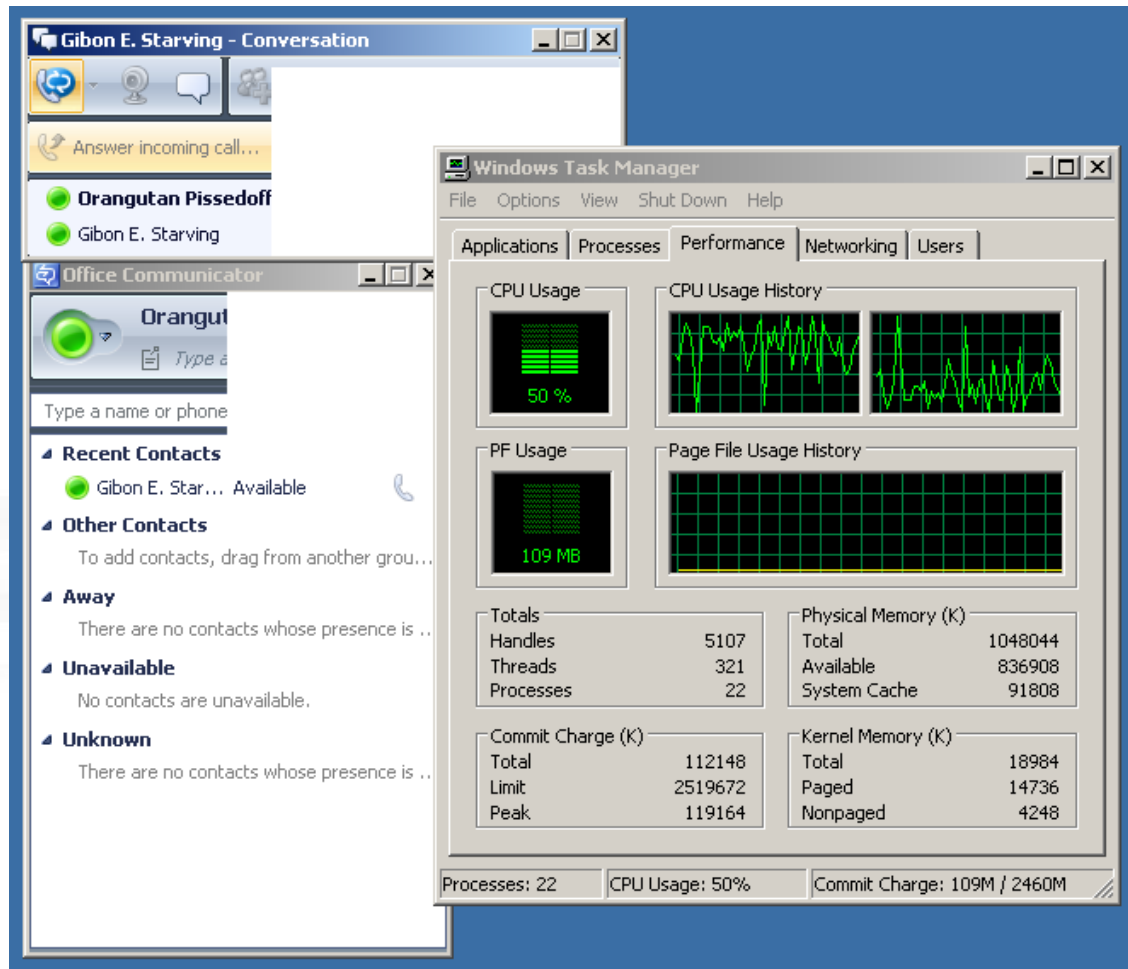 Gibon E. Starving - Conversation
Answer incoming call...
Orangutan Pissedoff
Gibon E. Starving
Office Communicator
Orangut
Type a
Type a name or phone
Recent Contacts
Gibon E. Star... Available
Other Contacts
To add contacts, drag from another grou...
Away
There are no contacts whose presence is ..
Unavailable
No contacts are unavailable.
Unknown
There are no contacts whose presence is ..
Windows Task Manager
File Options View Shut Down Help
Applications Processes Performance Networking Users
CPU Usage CPU Usage History
50 %
PF Usage Page File Usage History
109 MB
Totals
Handles 5107
Threads 321
Processes 22
Physical Memory (K)
Total 1048044
Available 836908
System Cache 91808
Commit Charge (K)
Total 112148
Limit 2519672
Peak 119164
Kernel Memory (K)
Total 18984
Paged 14736
Nonpaged 4248
Processes: 22 CPU Usage: 50% Commit Charge: 109M / 2460M